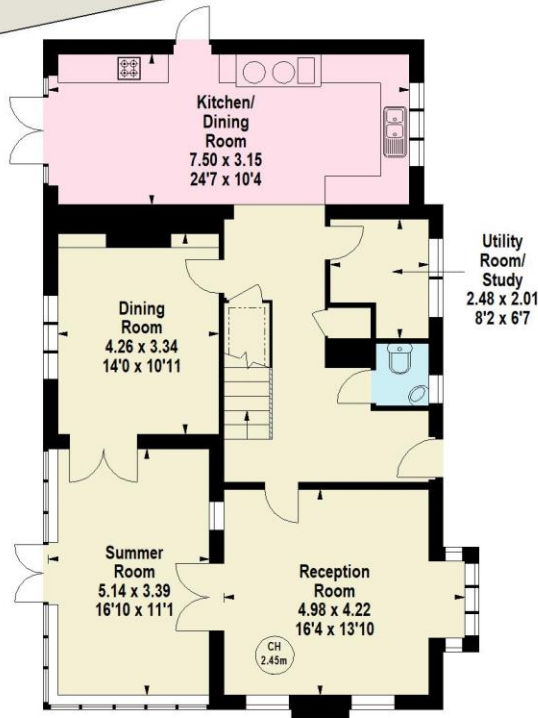 Kitchen/
Dining
Room
7.50 x 3.15
24'7 x 10'4
Utility
Room/
Study
2.48 x 2.01
8'2 x 6'7
Dining
Room
4.26 x 3.34
14'0 x 10'11
Summer
Room
5.14 x 3.39
16'10 x 11'1
Reception
Room
4.98 x 4.22
16'4 x 13'10
CH
2.45m